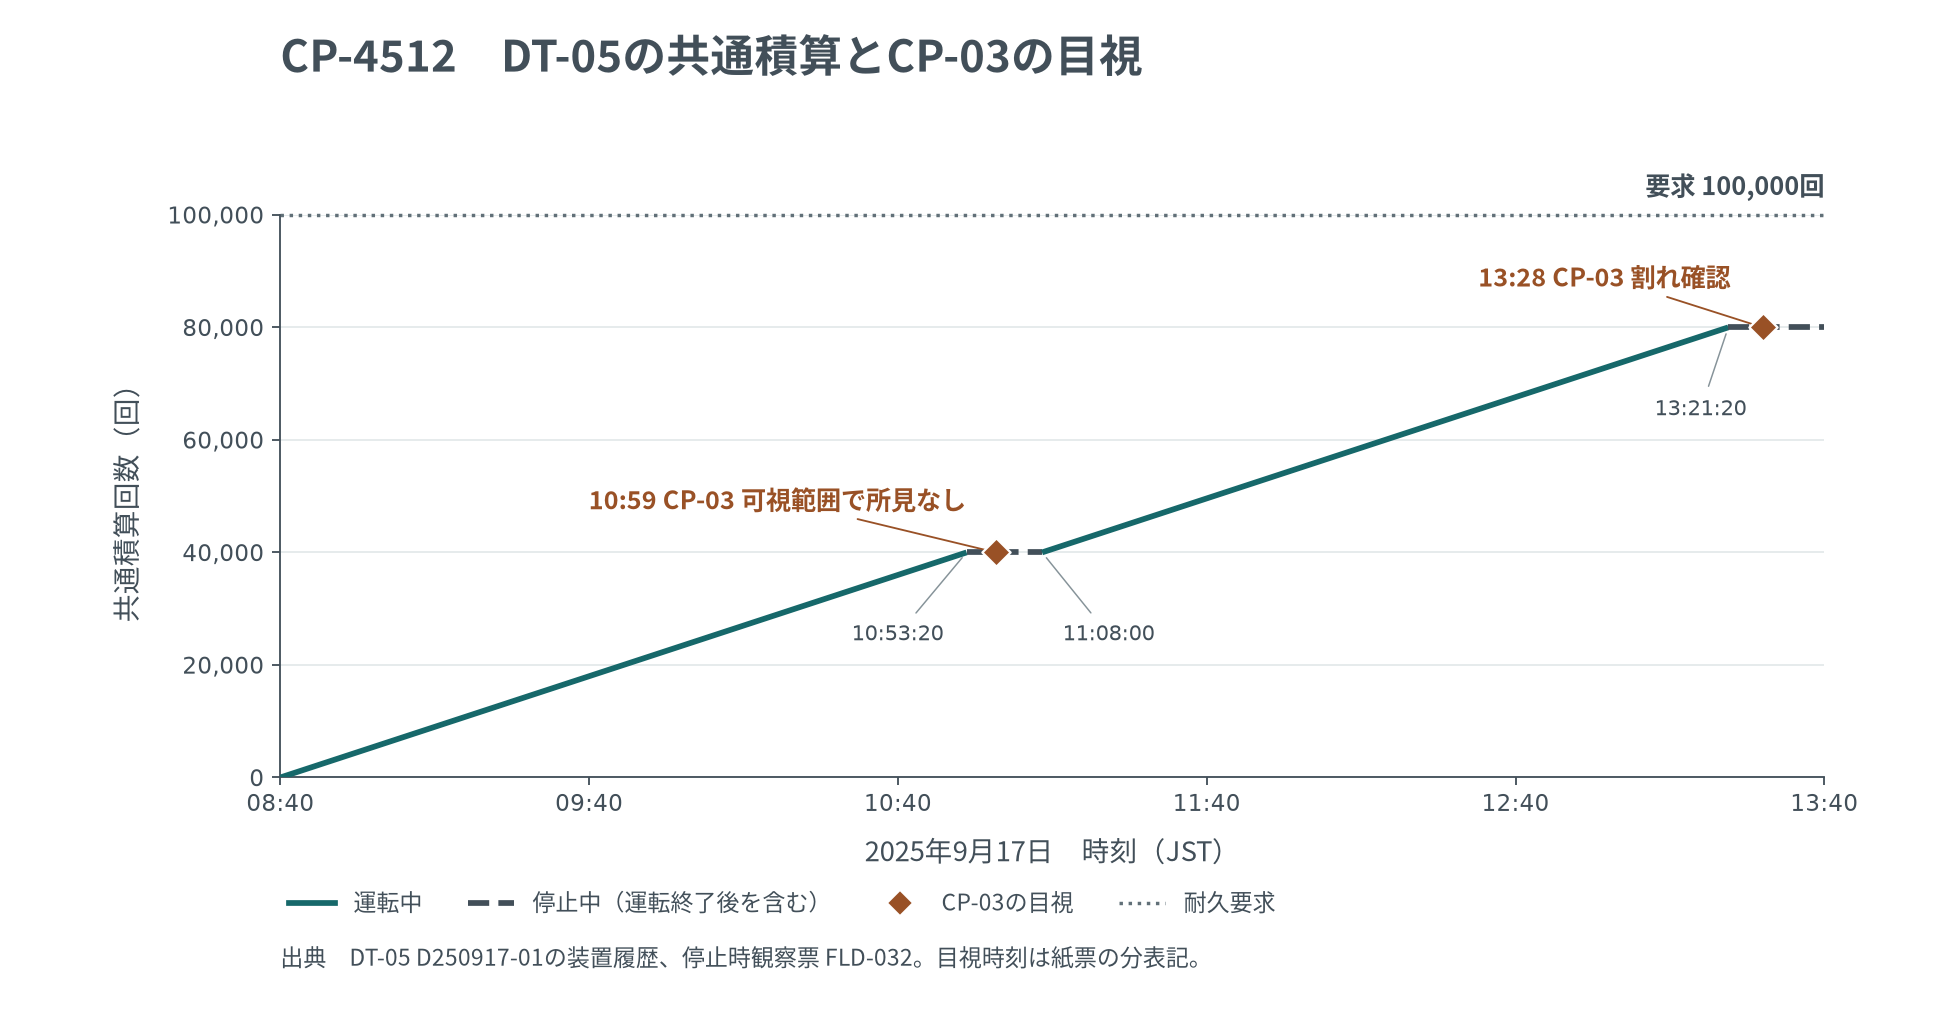 CP-4512　DT-05の共通積算とCP-03の目視
要求 100,000回
100,000
13:28 CP-03 割れ確認
80,000
13:21:20
共通積算回数（回）
60,000
10:59 CP-03 可視範囲で所見なし
40,000
10:53:20
11:08:00
20,000
0
08:40
09:40
10:40
11:40
12:40
13:40
2025年9月17日　時刻（JST）
運転中
停止中（運転終了後を含む）
CP-03の目視
耐久要求
出典　DT-05 D250917-01の装置履歴、停止時観察票 FLD-032。目視時刻は紙票の分表記。